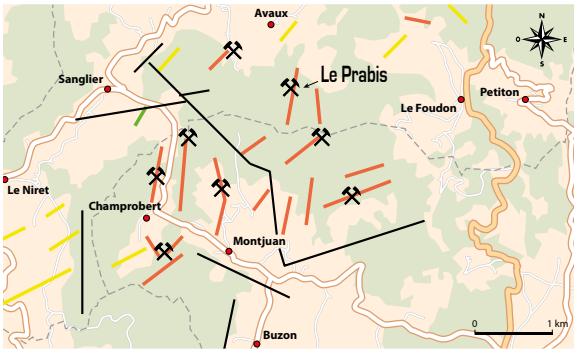 Avaux
N
O
E
S
Sanglier
Le Prabis
Le Foudon
Petiton
Le Niret
Champrobert
Montjuan
Buzon
0
1 km